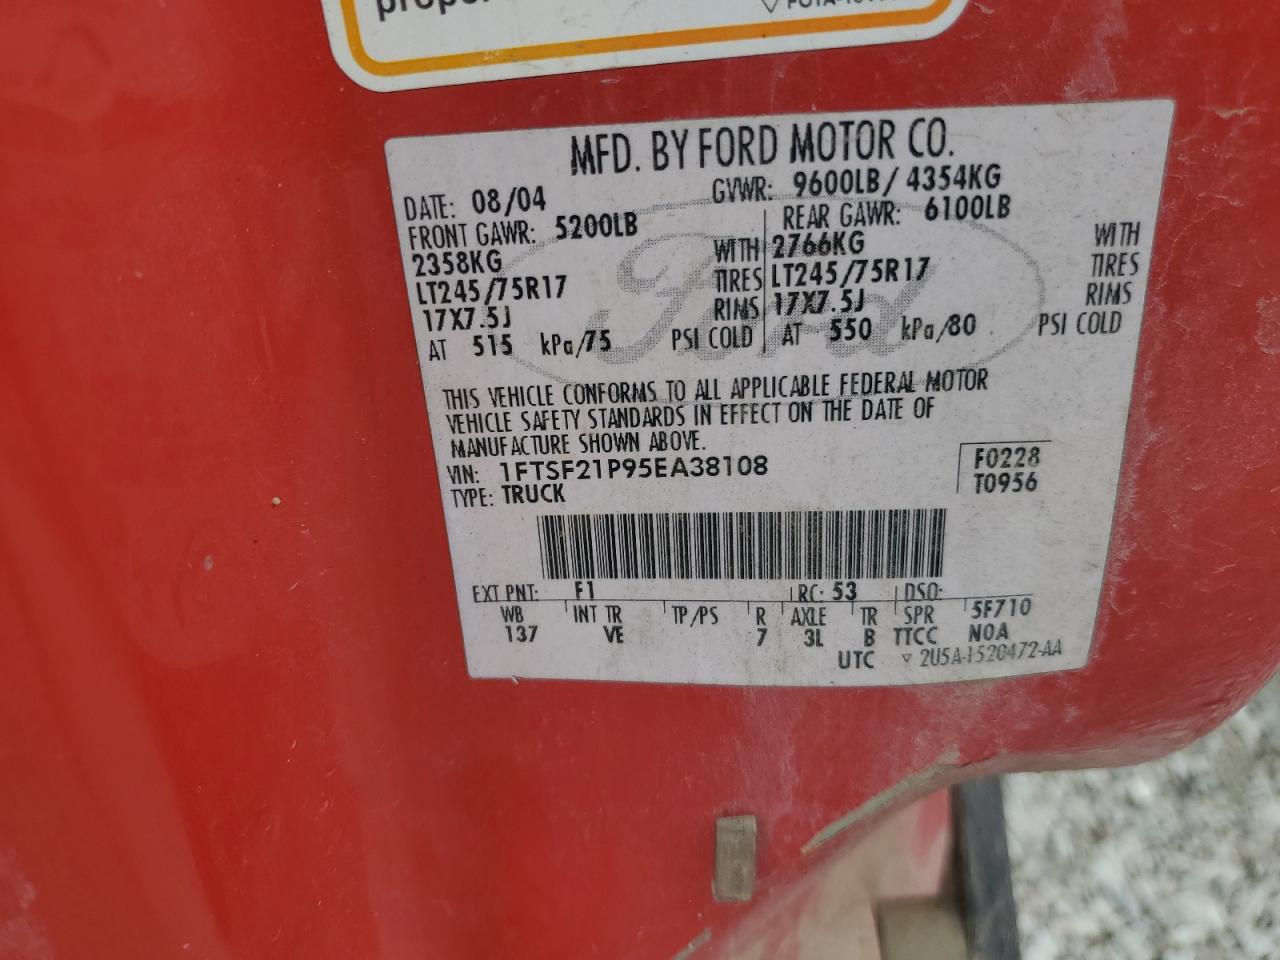 MFD. BY FORD MOTOR CO.
DATE: 08/04 GVWR: 9600LB/ 4354KG
FRONT GAWR: 5200LB REAR GAWR: 6100LB
2358KG WITH 2766KG WITH
LT245/75R17 TIRES LT245/75R17 TIRES
17X7.5J RIMS 17X7.5J RIMS
AT 515 kPa/75 PSI COLD AT 550 kPa/80 PSI COLD
Ford
THIS VEHICLE CONFORMS TO ALL APPLICABLE FEDERAL MOTOR
VEHICLE SAFETY STANDARDS IN EFFECT ON THE DATE OF
MANUFACTURE SHOWN ABOVE.
VIN: 1FTSF21P95EA38108 F0228
TYPE: TRUCK T0956
EXT PNT: F1 RC: 53 DSO:
WB INT TR TP/PS R AXLE TR SPR 5F710
137 VE 7 3L B TTCC NOA
UTC ▽ 2U5A-1520472-AA